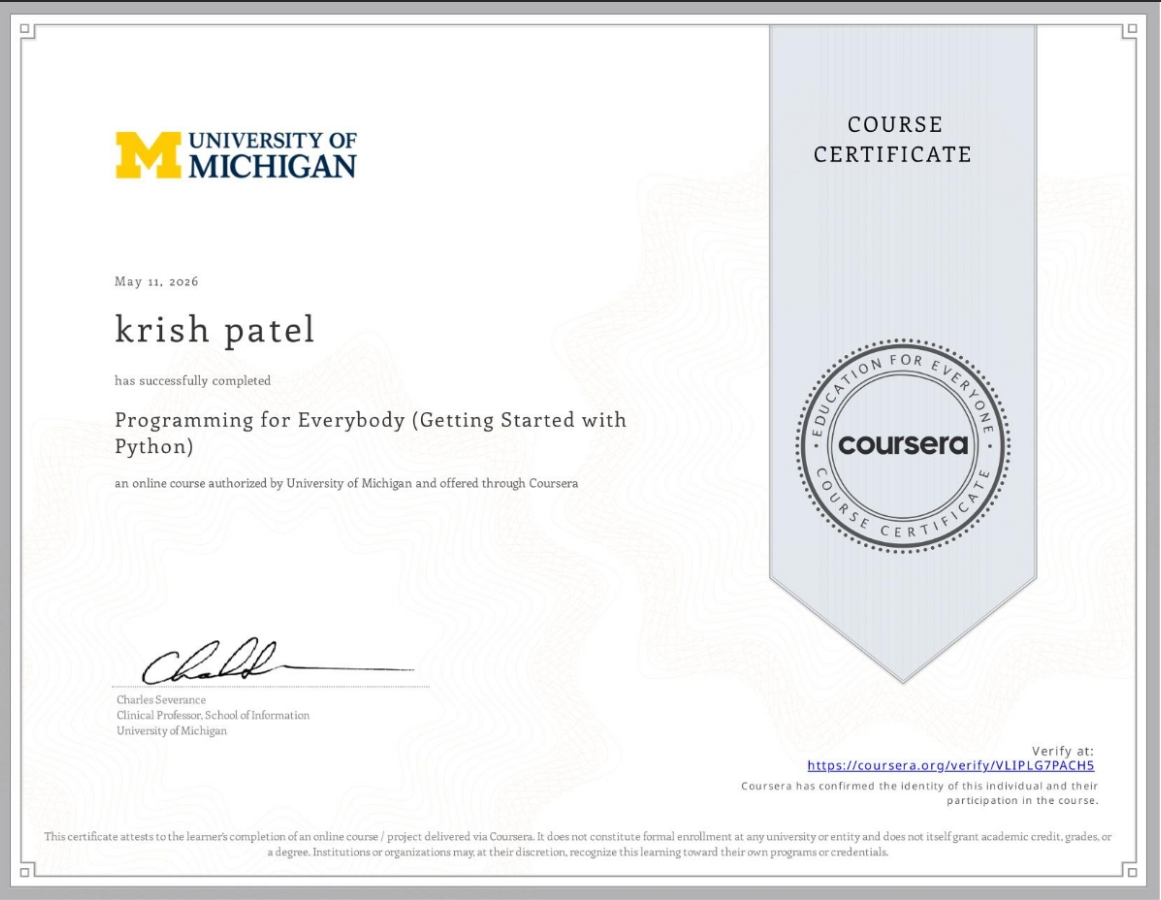 UNIVERSITY OF
MICHIGAN
COURSE
CERTIFICATE
May 11, 2026
krish patel
has successfully completed
Programming for Everybody (Getting Started with
Python)
an online course authorized by University of Michigan and offered through Coursera
EDUCATION FOR EVERYONE
coursera
COURSE CERTIFICATE
Charles Severance
Clinical Professor, School of Information
University of Michigan
Verify at:
https://coursera.org/verify/VLIPLG7PACH5
Coursera has confirmed the identity of this individual and their
participation in the course.
This certificate attests to the learner's completion of an online course / project delivered via Coursera. It does not constitute formal enrollment at any university or entity and does not itself grant academic credit, grades, or
a degree. Institutions or organizations may, at their discretion, recognize this learning toward their own programs or credentials.